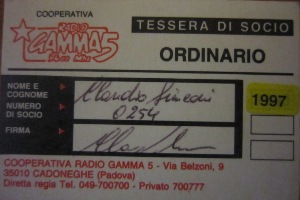 COOPERATIVA
TESSERA DI SOCIO
RADIO
GAMMA 5
ORDINARIO
NOME E
COGNOME
Claudio
1997
NUMERO
DI SOCIO
0254
FIRMA
COOPERATIVA RADIO GAMMA 5 - Via Belzoni, 9
35010 CADONEGHE (Padova)
Diretta regia Tel. 049-700700 - Privato 700777